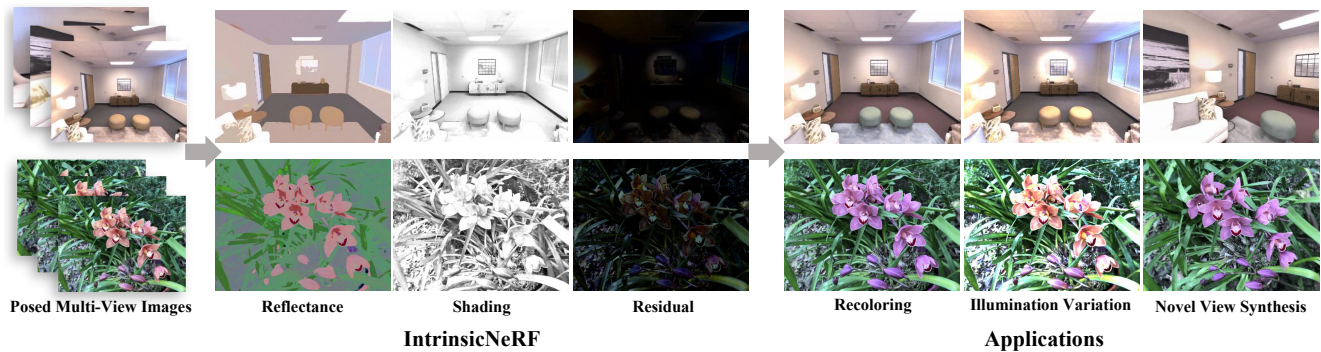 Posed Multi-View Images
Reflectance
Shading
Residual
Recoloring
Illumination Variation
Novel View Synthesis
IntrinsicNeRF
Applications